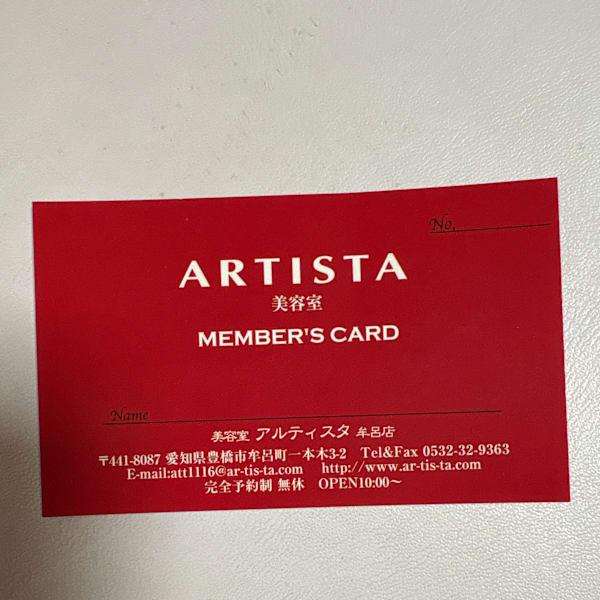 No.
ARTISTA
美容室
MEMBER'S CARD
Name
美容室 アルティスタ 牟呂店
〒441-8087 愛知県豊橋市牟呂町一本木3-2 Tel&Fax 0532-32-9363
E-mail:att1116@ar-tis-ta.com http://www.ar-tis-ta.com
完全予約制 無休 OPEN10:00～